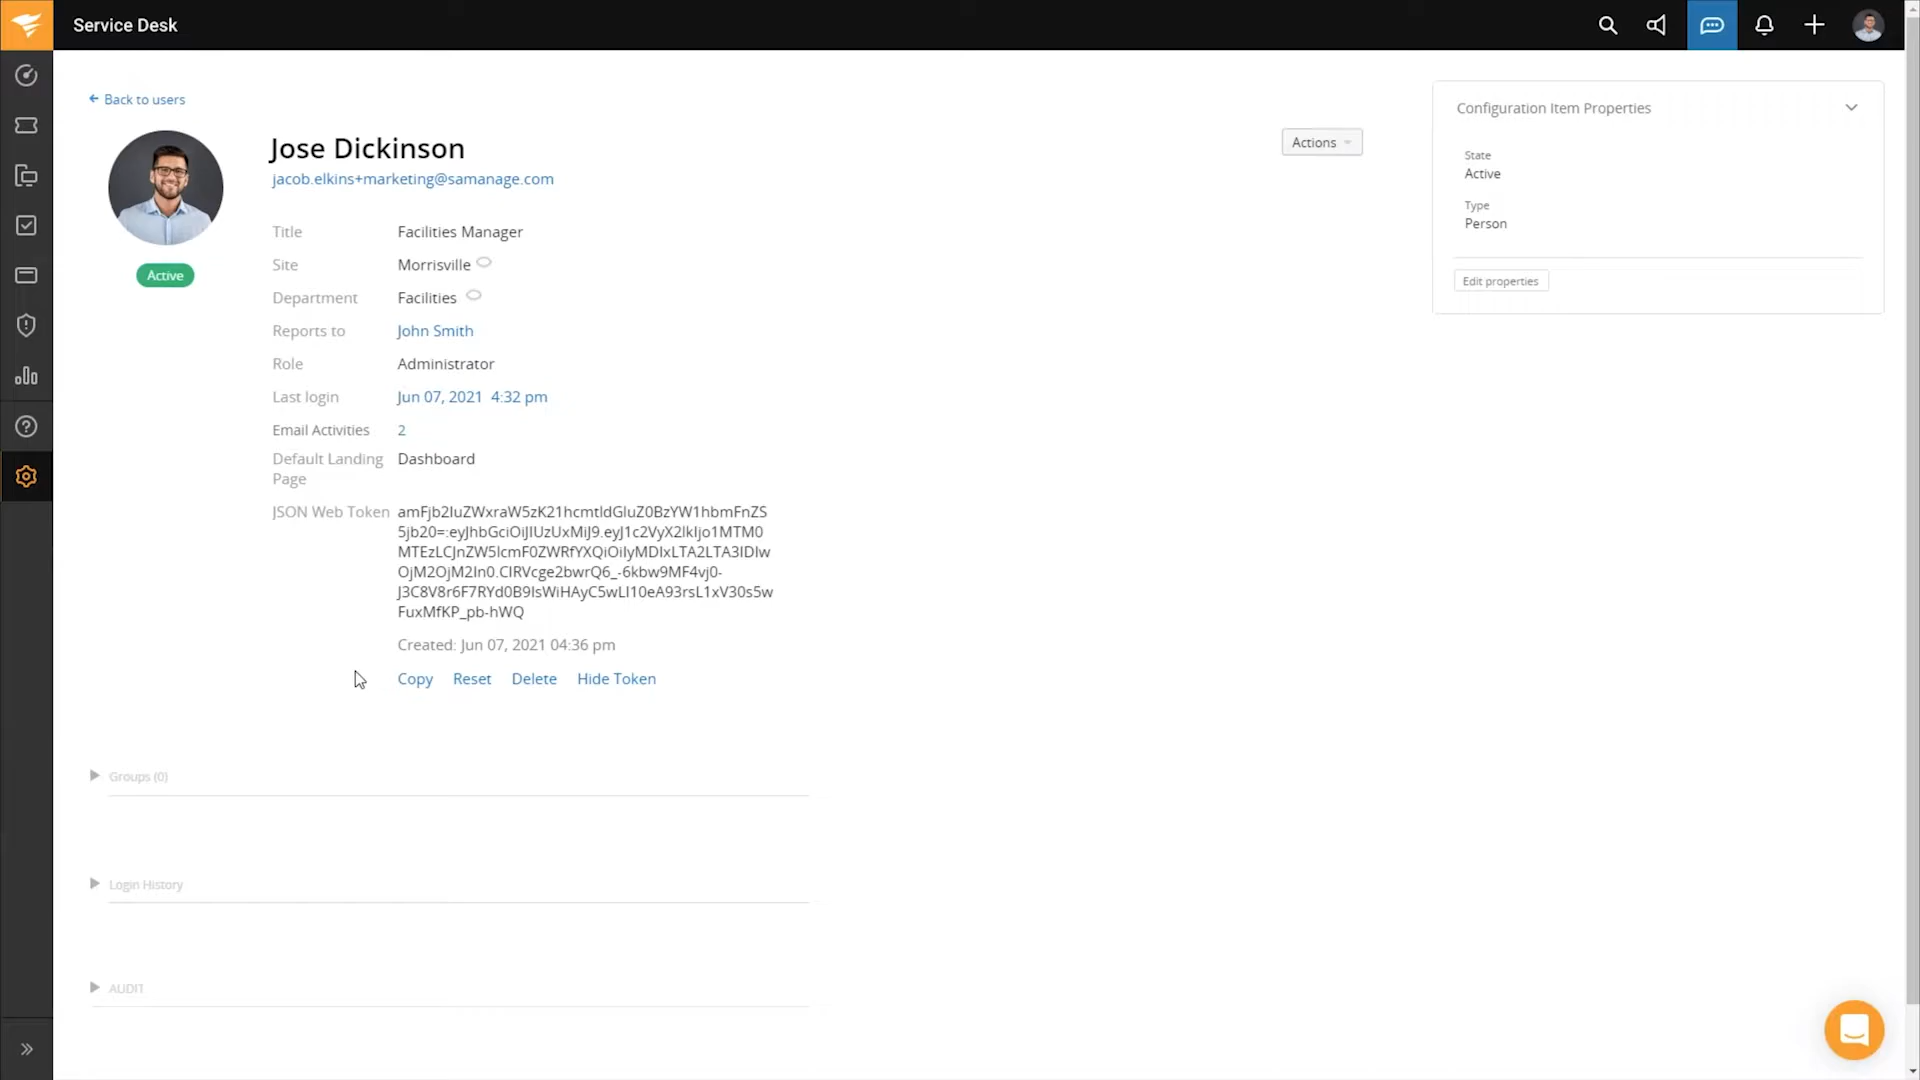 Service Desk
Back to users
Jose Dickinson
jacob.elkins+marketing@samanage.com
Active
Title Facilities Manager
Site Morrisville
Department Facilities
Reports to John Smith
Role Administrator
Last login Jun 07, 2021 4:32 pm
Email Activities 2
Default Landing Page Dashboard
JSON Web Token amFjb2IuZWxraW5zK21hcmtldGluZ0BzYW1hbmFnZS
5jb20=:eyJhbGciOiJIUzUxMiJ9.eyJ1c2VyX2lkIjo1MTM0
MTEzLCJnZW5lcmF0ZWRfYXQiOiIyMDIxLTA2LTA3IDIw
OjM2OjM2In0.CIRVcge2bwrQ6_-6kbw9MF4vj0-
J3C8V8r6F7RYd0B9IsWiHAyC5wLI10eA93rsL1xV30s5w
FuxMfKP_pb-hWQ
Created: Jun 07, 2021 04:36 pm
Copy Reset Delete Hide Token
Groups (0)
Login History
AUDIT
Actions
Configuration Item Properties
State
Active
Type
Person
Edit properties